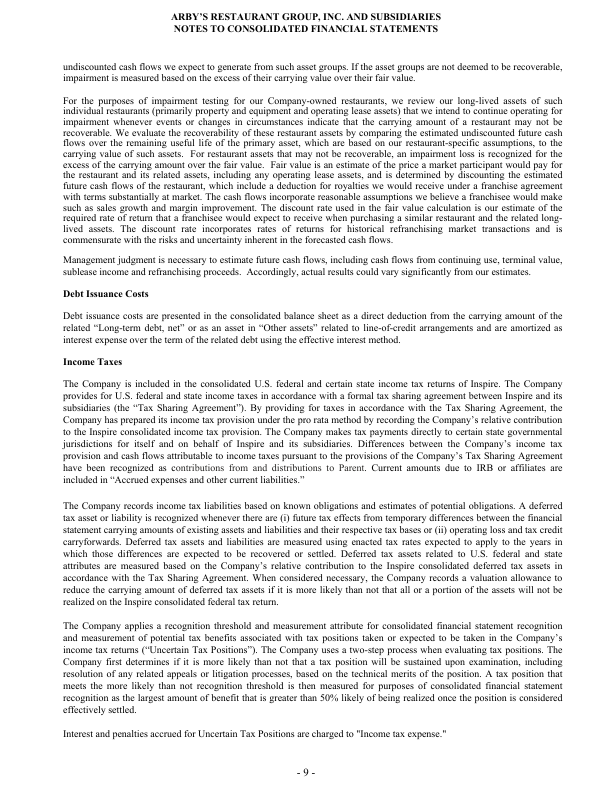 ARBY'S RESTAURANT GROUP, INC. AND SUBSIDIARIES
NOTES TO CONSOLIDATED FINANCIAL STATEMENTS
undiscounted cash flows we expect to generate from such asset groups. If the asset groups are not deemed to be recoverable,
impairment is measured based on the excess of their carrying value over their fair value.
For the purposes of impairment testing for our Company-owned restaurants, we review our long-lived assets of such
individual restaurants (primarily property and equipment and operating lease assets) that we intend to continue operating for
impairment whenever events or changes in circumstances indicate that the carrying amount of a restaurant may not be
recoverable. We evaluate the recoverability of these restaurant assets by comparing the estimated undiscounted future cash
flows over the remaining useful life of the primary asset, which are based on our restaurant-specific assumptions, to the
carrying value of such assets. For restaurant assets that may not be recoverable, an impairment loss is recognized for the
excess of the carrying amount over the fair value. Fair value is an estimate of the price a market participant would pay for
the restaurant and its related assets, including any operating lease assets, and is determined by discounting the estimated
future cash flows of the restaurant, which include a deduction for royalties we would receive under a franchise agreement
with terms substantially at market. The cash flows incorporate reasonable assumptions we believe a franchisee would make
such as sales growth and margin improvement. The discount rate used in the fair value calculation is our estimate of the
required rate of return that a franchisee would expect to receive when purchasing a similar restaurant and the related long-
lived assets. The discount rate incorporates rates of returns for historical refranchising market transactions and is
commensurate with the risks and uncertainty inherent in the forecasted cash flows.
Management judgment is necessary to estimate future cash flows, including cash flows from continuing use, terminal value,
sublease income and refranchising proceeds. Accordingly, actual results could vary significantly from our estimates.
Debt Issuance Costs
Debt issuance costs are presented in the consolidated balance sheet as a direct deduction from the carrying amount of the
related “Long-term debt, net” or as an asset in “Other assets” related to line-of-credit arrangements and are amortized as
interest expense over the term of the related debt using the effective interest method.
Income Taxes
The Company is included in the consolidated U.S. federal and certain state income tax returns of Inspire. The Company
provides for U.S. federal and state income taxes in accordance with a formal tax sharing agreement between Inspire and its
subsidiaries (the “Tax Sharing Agreement”). By providing for taxes in accordance with the Tax Sharing Agreement, the
Company has prepared its income tax provision under the pro rata method by recording the Company’s relative contribution
to the Inspire consolidated income tax provision. The Company makes tax payments directly to certain state governmental
jurisdictions for itself and on behalf of Inspire and its subsidiaries. Differences between the Company’s income tax
provision and cash flows attributable to income taxes pursuant to the provisions of the Company’s Tax Sharing Agreement
have been recognized as contributions from and distributions to Parent. Current amounts due to IRB or affiliates are
included in “Accrued expenses and other current liabilities.”
The Company records income tax liabilities based on known obligations and estimates of potential obligations. A deferred
tax asset or liability is recognized whenever there are (i) future tax effects from temporary differences between the financial
statement carrying amounts of existing assets and liabilities and their respective tax bases or (ii) operating loss and tax credit
carryforwards. Deferred tax assets and liabilities are measured using enacted tax rates expected to apply to the years in
which those differences are expected to be recovered or settled. Deferred tax assets related to U.S. federal and state
attributes are measured based on the Company’s relative contribution to the Inspire consolidated deferred tax assets in
accordance with the Tax Sharing Agreement. When considered necessary, the Company records a valuation allowance to
reduce the carrying amount of deferred tax assets if it is more likely than not that all or a portion of the assets will not be
realized on the Inspire consolidated federal tax return.
The Company applies a recognition threshold and measurement attribute for consolidated financial statement recognition
and measurement of potential tax benefits associated with tax positions taken or expected to be taken in the Company’s
income tax returns (“Uncertain Tax Positions”). The Company uses a two-step process when evaluating tax positions. The
Company first determines if it is more likely than not that a tax position will be sustained upon examination, including
resolution of any related appeals or litigation processes, based on the technical merits of the position. A tax position that
meets the more likely than not recognition threshold is then measured for purposes of consolidated financial statement
recognition as the largest amount of benefit that is greater than 50% likely of being realized once the position is considered
effectively settled.
Interest and penalties accrued for Uncertain Tax Positions are charged to "Income tax expense."
- 9 -